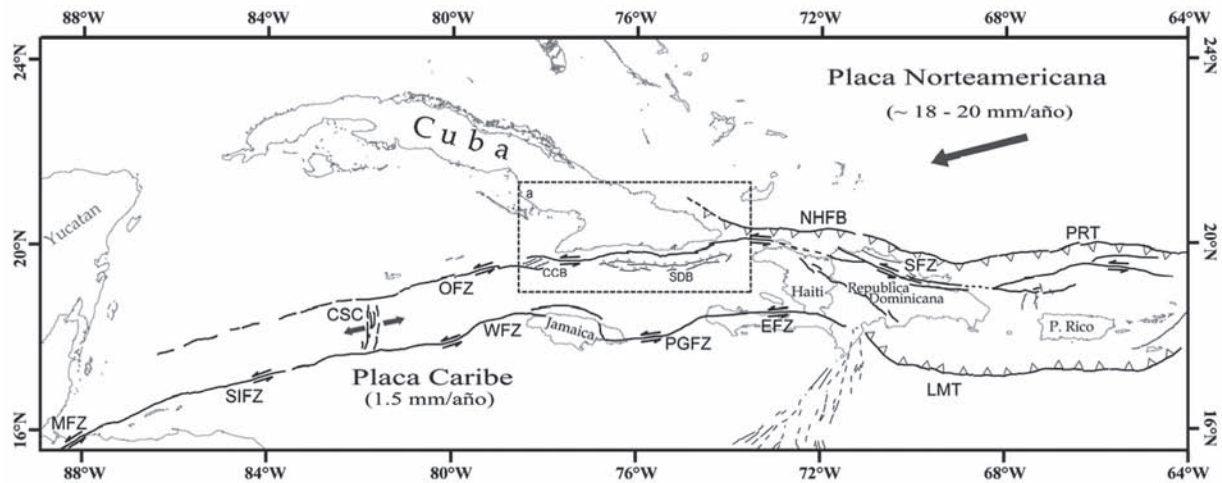 88°W 84°W 80°W 76°W 72°W 68°W 64°W
24°N 24°N
Placa Norteamericana
(~ 18 - 20 mm/año)
Cuba
a
Yucatan
NHFB
PRT
20°N 20°N
CCB
SDB
SFZ
OFZ
Haiti
Republica
Dominicana
CSC
WFZ
Jamaica
PGFZ
EFZ
P. Rico
Placa Caribe
(1.5 mm/año)
SIFZ
LMT
MFZ
16°N 16°N
88°W 84°W 80°W 76°W 72°W 68°W 64°W